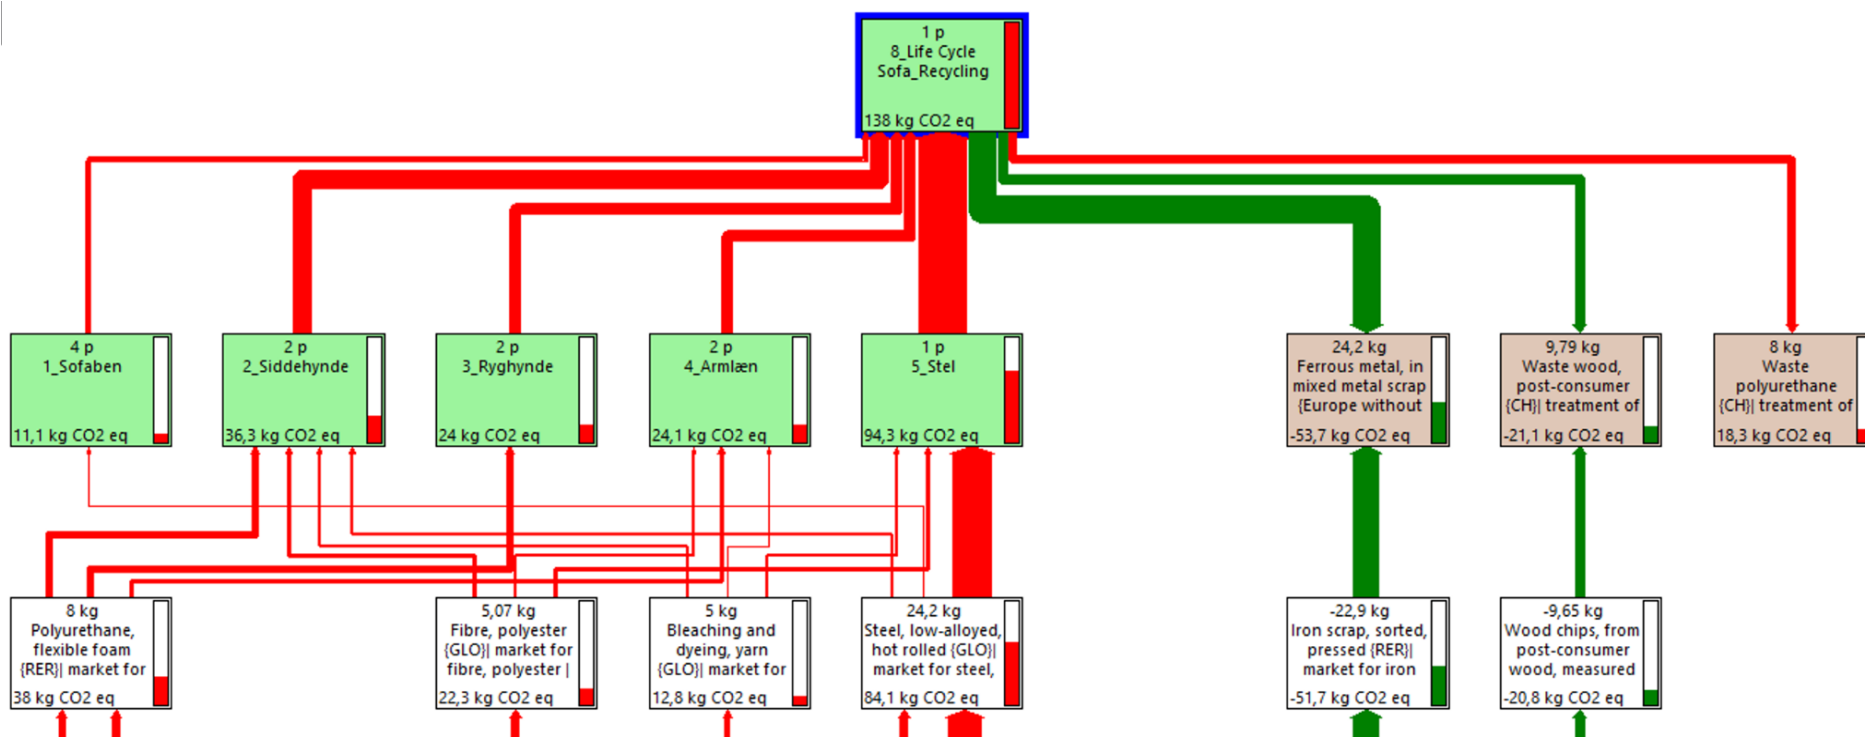 1 p
8_Life Cycle
Sofa_Recycling
138 kg CO2 eq
4 p
1_Sofaben
11,1 kg CO2 eq
2 p
2_Siddehynde
36,3 kg CO2 eq
2 p
3_Ryghynde
24 kg CO2 eq
2 p
4_Armlæn
24,1 kg CO2 eq
1 p
5_Stel
94,3 kg CO2 eq
24,2 kg
Ferrous metal, in
mixed metal scrap
{Europe without
-53,7 kg CO2 eq
9,79 kg
Waste wood,
post-consumer
{CH}| treatment of
-21,1 kg CO2 eq
8 kg
Waste
polyurethane
{CH}| treatment of
18,3 kg CO2 eq
8 kg
Polyurethane,
flexible foam
{RER}| market for
38 kg CO2 eq
5,07 kg
Fibre, polyester
{GLO}| market for
fibre, polyester |
22,3 kg CO2 eq
5 kg
Bleaching and
dyeing, yarn
{GLO}| market for
12,8 kg CO2 eq
24,2 kg
Steel, low-alloyed,
hot rolled {GLO}|
market for steel,
84,1 kg CO2 eq
-22,9 kg
Iron scrap, sorted,
pressed {RER}|
market for iron
-51,7 kg CO2 eq
-9,65 kg
Wood chips, from
post-consumer
wood, measured
-20,8 kg CO2 eq